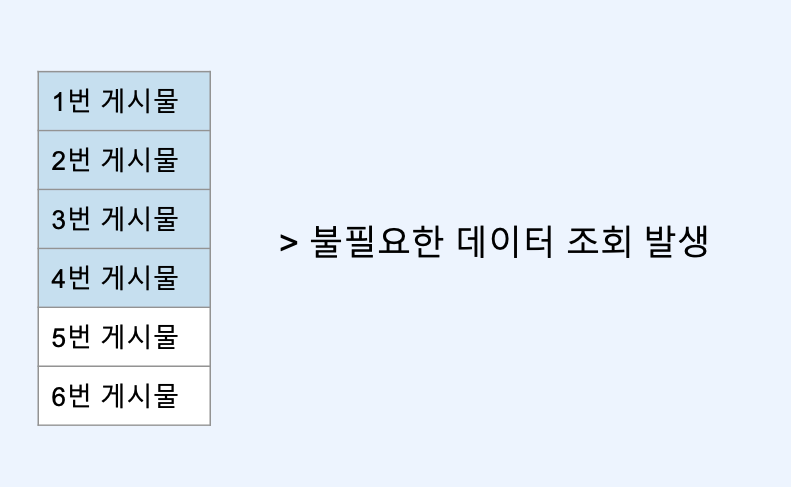 1번 게시물
2번 게시물
3번 게시물
> 불필요한 데이터 조회 발생
4번 게시물
5번 게시물
6번 게시물